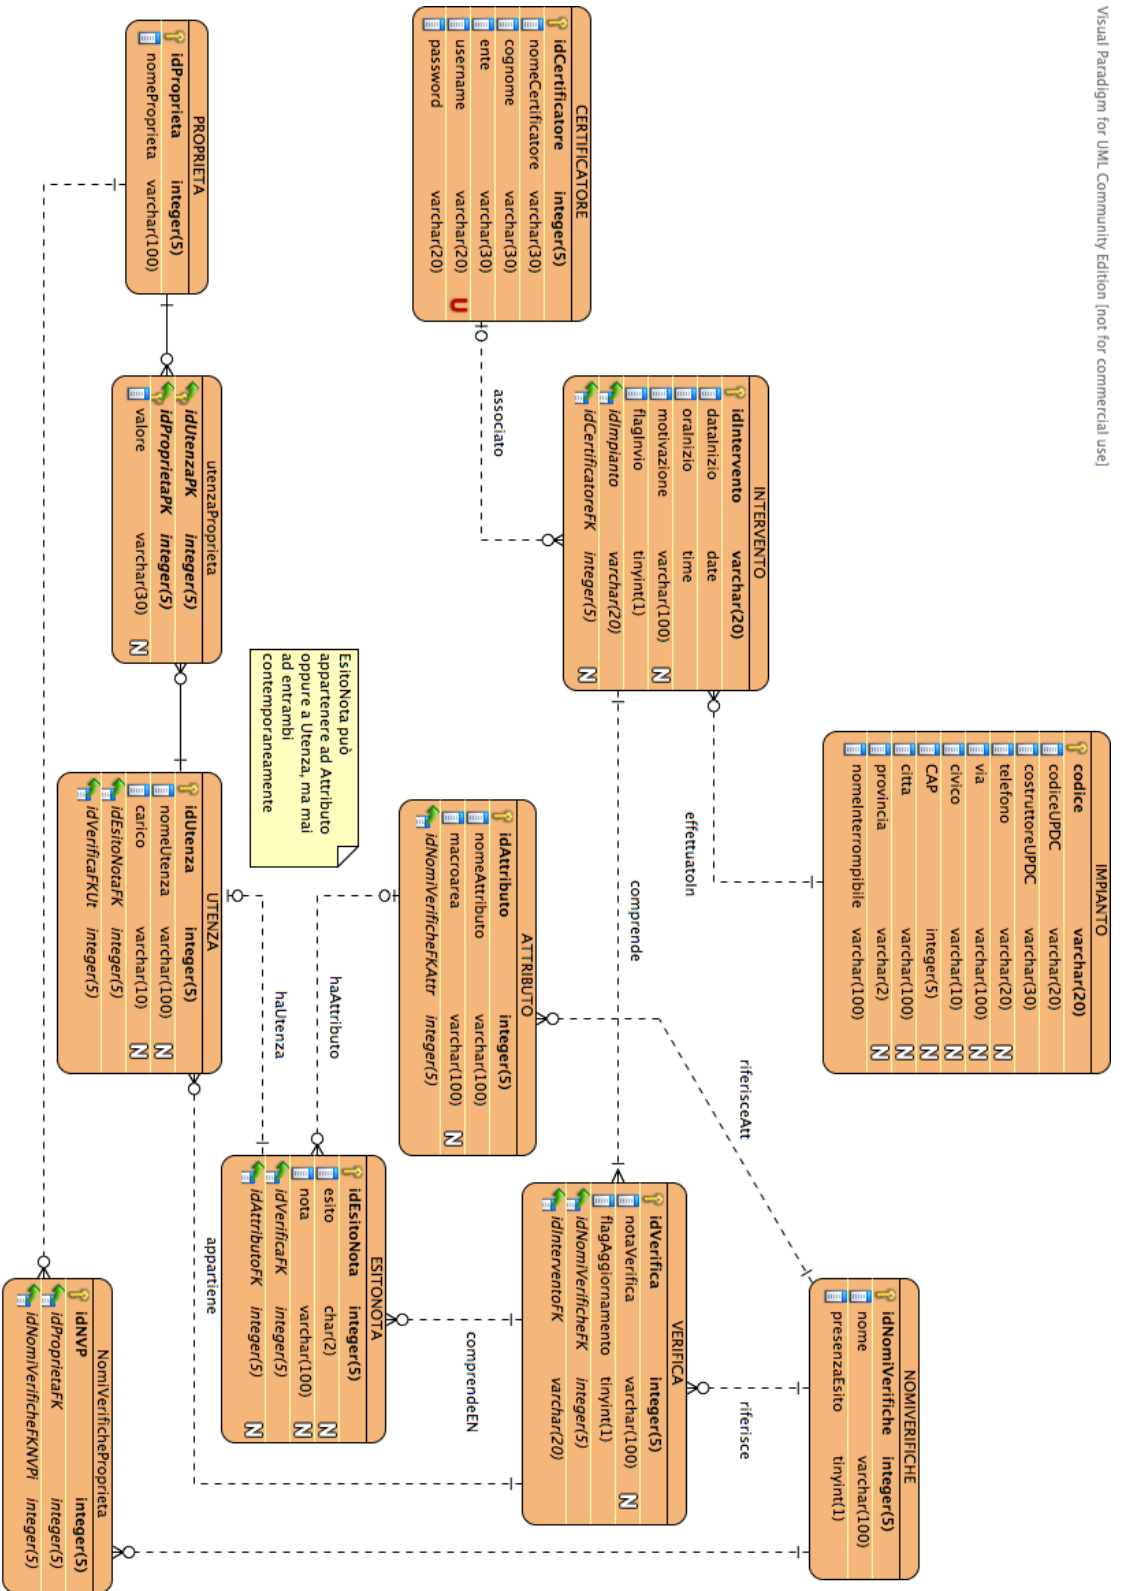 Visual Paradigm for UML Community Edition [not for commercial use]
IMPIANTO
codice varchar(20)
codiceUPDC varchar(20)
costruttoreUPDC varchar(30)
telefono varchar(20) N
via varchar(100) N
civico varchar(10) N
CAP integer(5) N
citta varchar(100) N
provincia varchar(2) N
nomeInterrompibile varchar(100)
NOMIVERIFICHE
idNomiVerifiche integer(5)
nome varchar(100)
presenzaEsito tinyint(1)
INTERVENTO
idIntervento varchar(20)
dataInizio date
oraInizio time
motivazione varchar(100) N
flagInvio tinyint(1)
idImpianto varchar(20)
idCertificatoreFK integer(5) N
effettuatoIn
riferisceAtt
riferisce
comprende
CERTIFICATORE
idCertificatore integer(5)
nomeCertificatore varchar(30)
cognome varchar(30)
ente varchar(30)
username varchar(20) U
password varchar(20)
associato
VERIFICA
idVerifica integer(5)
notaVerifica varchar(100) N
flagAggiornamento tinyint(1)
idNomiVerificheFK integer(5)
idInterventoFK varchar(20)
ATTRIBUTO
idAttributo integer(5)
nomeAttributo varchar(100)
macroarea varchar(100) N
idNomiVerificheFKAttr integer(5)
comprendeEN
ESITONOTA
idEsitoNota integer(5)
esito char(2) N
nota varchar(100) N
idVerificaFK integer(5)
idAttributoFK integer(5) N
EsitoNota può
appartenere ad Attributo
oppure a Utenza, ma mai
ad entrambi
contemporaneamente
haAttributo
haUtenza
appartiene
PROPRIETA
idProprieta integer(5)
nomeProprieta varchar(100)
utenzaProprieta
idUtenzaPK integer(5)
idProprietaPK integer(5)
valore varchar(30) N
UTENZA
idUtenza integer(5)
nomeUtenza varchar(100) N
carico varchar(10) N
idEsitoNotaFK integer(5)
idVerificaFKUt integer(5)
NomiVerificheProprieta
idNVP integer(5)
idProprietaFK integer(5)
idNomiVerificheFKNVPi integer(5)